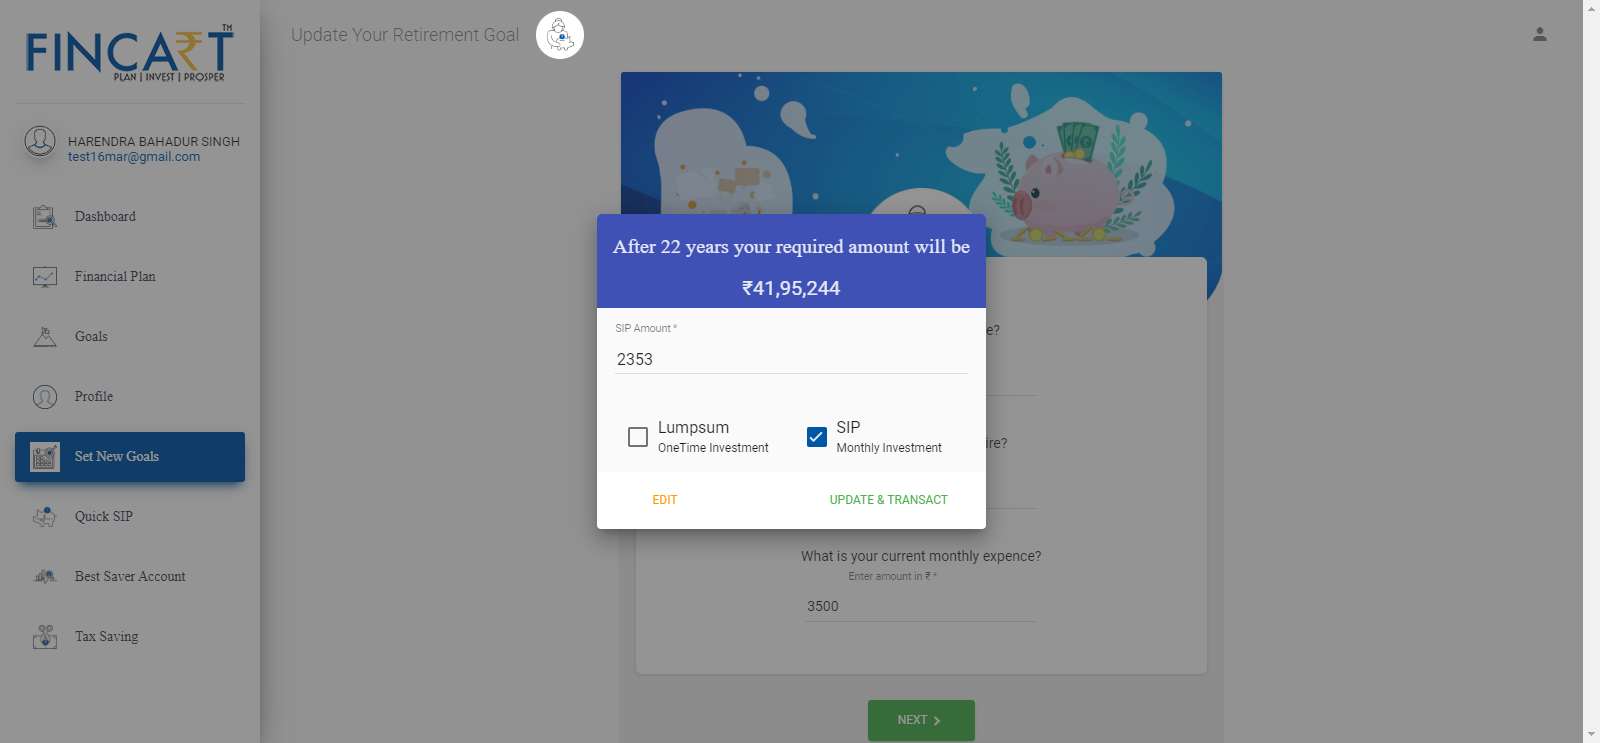 FINCART™
PLAN | INVEST | PROSPER
HARENDRA BAHADUR SINGH
test16mar@gmail.com
Dashboard
Financial Plan
Goals
Profile
Set New Goals
Quick SIP
Best Saver Account
Tax Saving
Update Your Retirement Goal
After 22 years your required amount will be
₹41,95,244
SIP Amount *
2353
Lumpsum
OneTime Investment
SIP
Monthly Investment
EDIT
UPDATE & TRANSACT
What is your current monthly expence?
Enter amount in ₹ *
3500
NEXT